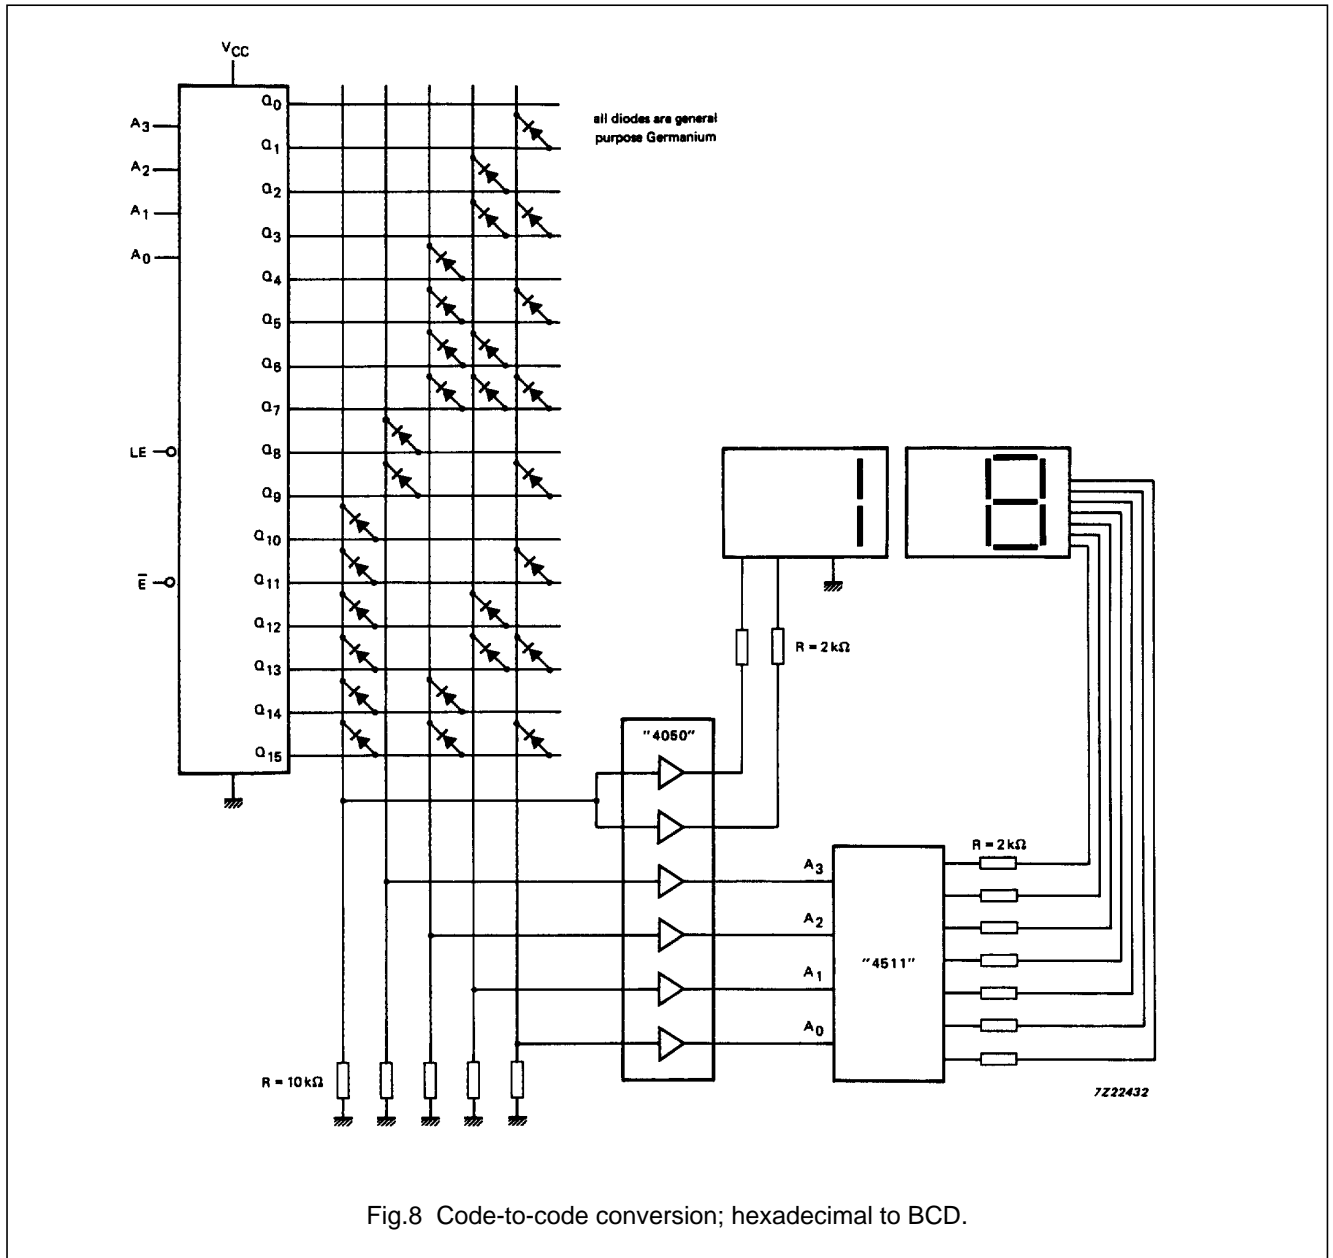 VCC
Q0
A3
all diodes are general
purpose Germanium
Q1
A2
Q2
A1
Q3
A0
Q4
Q5
Q6
Q7
LE
Q8
Q9
Q10
E̅
Q11
Q12
Q13
R = 2 kΩ
Q14
"4050"
Q15
R = 2 kΩ
A3
A2
"4511"
A1
A0
R = 10 kΩ
7Z22432
Fig.8 Code-to-code conversion; hexadecimal to BCD.